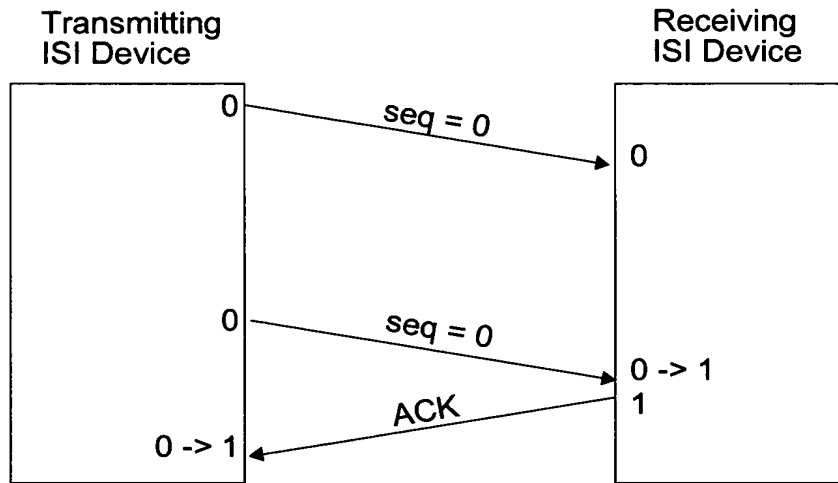 Transmitting
ISI Device
Receiving
ISI Device
0
seq = 0
0
0
seq = 0
0 -> 1
1
ACK
0 -> 1